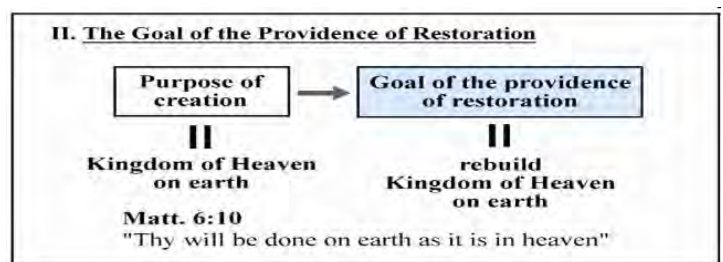 II. The Goal of the Providence of Restoration
Purpose of
creation
Goal of the providence
of restoration
Kingdom of Heaven
on earth
rebuild
Kingdom of Heaven
on earth
Matt. 6:10
"Thy will be done on earth as it is in heaven"